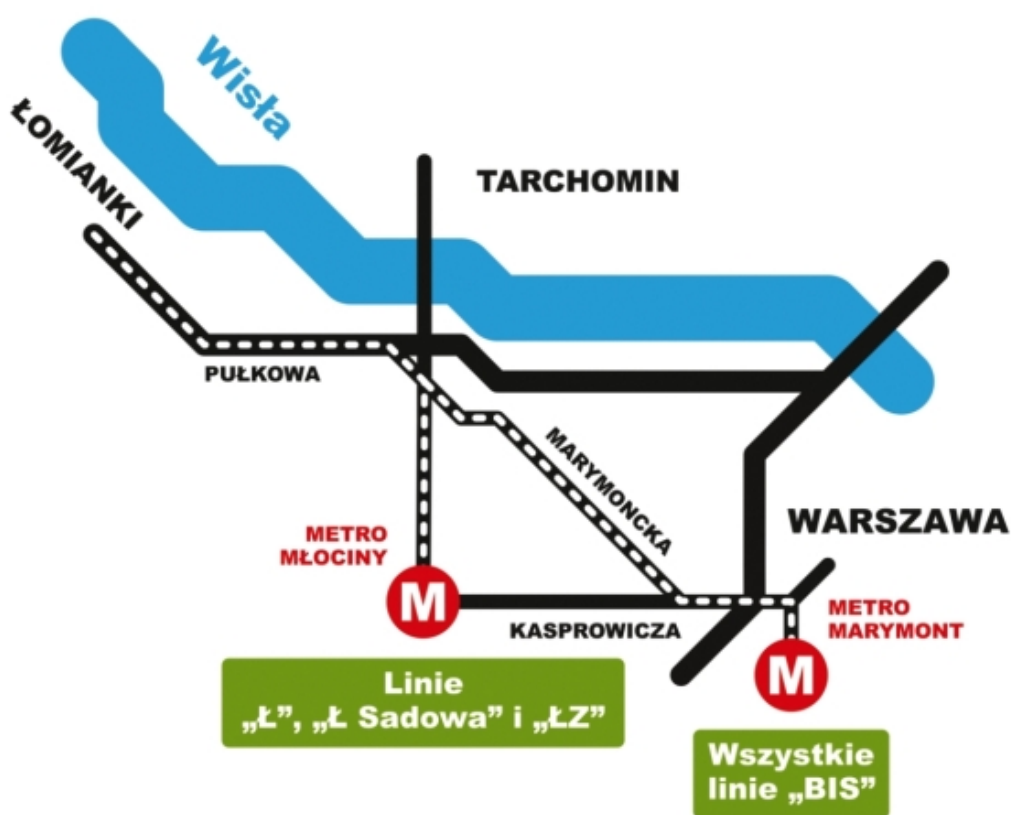 Wisła
ŁOMIANKI
TARCHOMIN
PUŁKOWA
MARYMONCKA
WARSZAWA
METRO
MŁOCINY
M
KASPROWICZA
METRO
MARYMONT
M
Linie
„Ł”, „Ł Sadowa” i „ŁZ”
Wszystkie
linie „BIS”